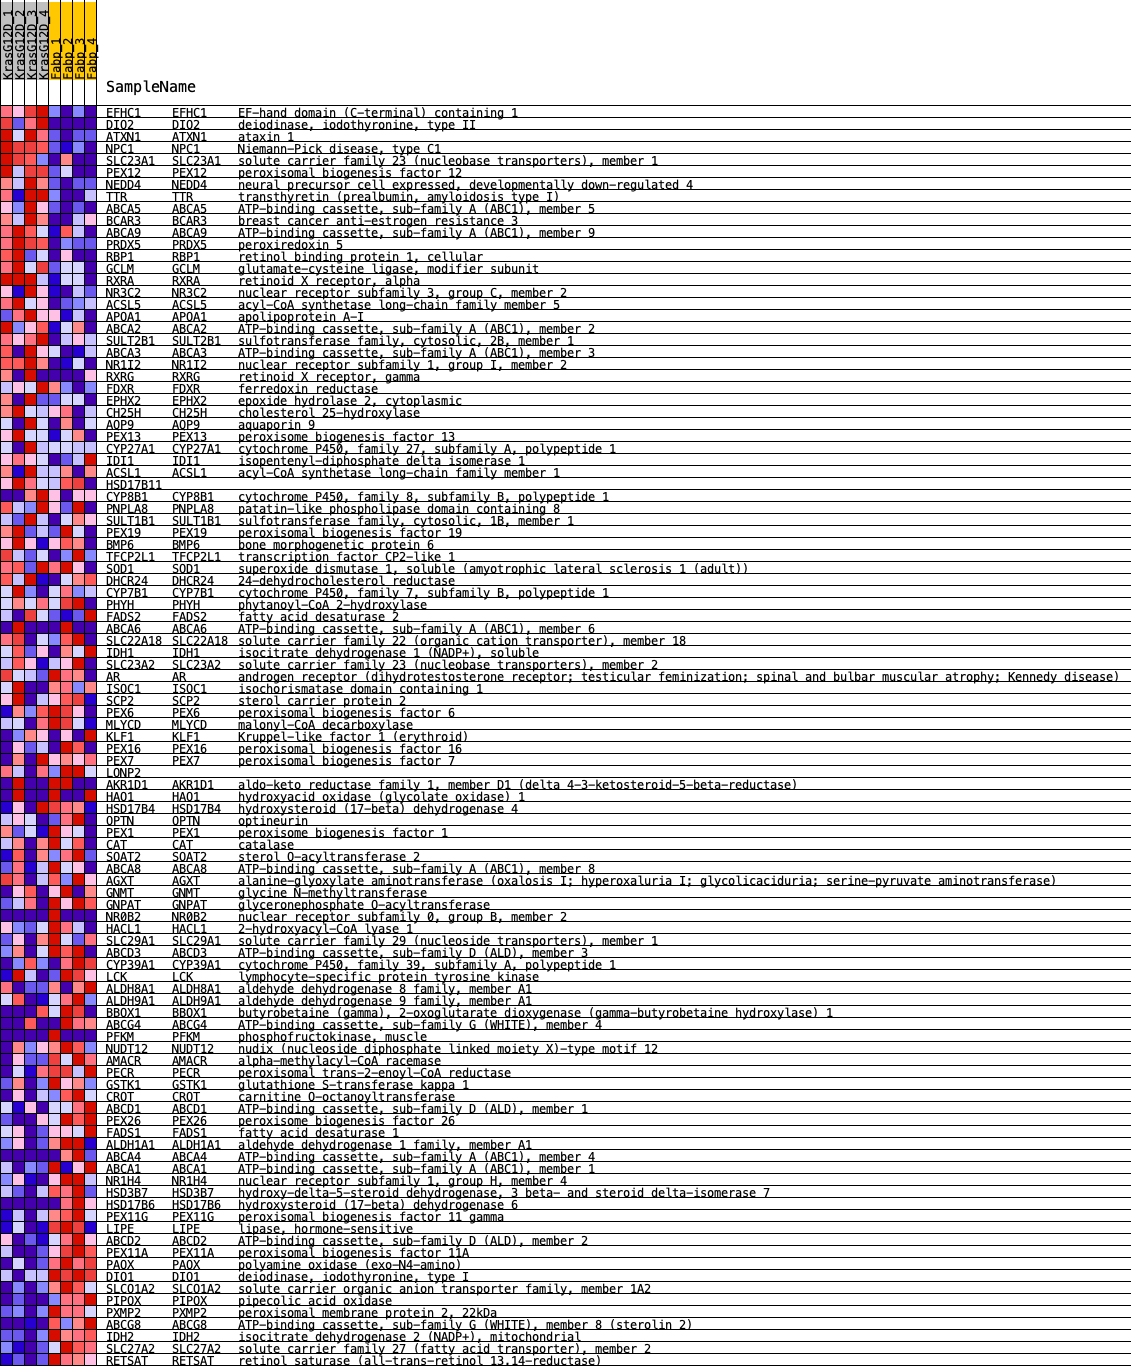 KrasG12D_1
KrasG12D_2
KrasG12D_3
KrasG12D_4
Fabp_1
Fabp_2
Fabp_3
Fabp_4
SampleName
EFHC1 EFHC1 EF-hand domain (C-terminal) containing 1
DIO2 DIO2 deiodinase, iodothyronine, type II
ATXN1 ATXN1 ataxin 1
NPC1 NPC1 Niemann-Pick disease, type C1
SLC23A1 SLC23A1 solute carrier family 23 (nucleobase transporters), member 1
PEX12 PEX12 peroxisomal biogenesis factor 12
NEDD4 NEDD4 neural precursor cell expressed, developmentally down-regulated 4
TTR TTR transthyretin (prealbumin, amyloidosis type I)
ABCA5 ABCA5 ATP-binding cassette, sub-family A (ABC1), member 5
BCAR3 BCAR3 breast cancer anti-estrogen resistance 3
ABCA9 ABCA9 ATP-binding cassette, sub-family A (ABC1), member 9
PRDX5 PRDX5 peroxiredoxin 5
RBP1 RBP1 retinol binding protein 1, cellular
GCLM GCLM glutamate-cysteine ligase, modifier subunit
RXRA RXRA retinoid X receptor, alpha
NR3C2 NR3C2 nuclear receptor subfamily 3, group C, member 2
ACSL5 ACSL5 acyl-CoA synthetase long-chain family member 5
APOA1 APOA1 apolipoprotein A-I
ABCA2 ABCA2 ATP-binding cassette, sub-family A (ABC1), member 2
SULT2B1 SULT2B1 sulfotransferase family, cytosolic, 2B, member 1
ABCA3 ABCA3 ATP-binding cassette, sub-family A (ABC1), member 3
NR1I2 NR1I2 nuclear receptor subfamily 1, group I, member 2
RXRG RXRG retinoid X receptor, gamma
FDXR FDXR ferredoxin reductase
EPHX2 EPHX2 epoxide hydrolase 2, cytoplasmic
CH25H CH25H cholesterol 25-hydroxylase
AQP9 AQP9 aquaporin 9
PEX13 PEX13 peroxisome biogenesis factor 13
CYP27A1 CYP27A1 cytochrome P450, family 27, subfamily A, polypeptide 1
IDI1 IDI1 isopentenyl-diphosphate delta isomerase 1
ACSL1 ACSL1 acyl-CoA synthetase long-chain family member 1
HSD17B11
CYP8B1 CYP8B1 cytochrome P450, family 8, subfamily B, polypeptide 1
PNPLA8 PNPLA8 patatin-like phospholipase domain containing 8
SULT1B1 SULT1B1 sulfotransferase family, cytosolic, 1B, member 1
PEX19 PEX19 peroxisomal biogenesis factor 19
BMP6 BMP6 bone morphogenetic protein 6
TFCP2L1 TFCP2L1 transcription factor CP2-like 1
SOD1 SOD1 superoxide dismutase 1, soluble (amyotrophic lateral sclerosis 1 (adult))
DHCR24 DHCR24 24-dehydrocholesterol reductase
CYP7B1 CYP7B1 cytochrome P450, family 7, subfamily B, polypeptide 1
PHYH PHYH phytanoyl-CoA 2-hydroxylase
FADS2 FADS2 fatty acid desaturase 2
ABCA6 ABCA6 ATP-binding cassette, sub-family A (ABC1), member 6
SLC22A18 SLC22A18 solute carrier family 22 (organic cation transporter), member 18
IDH1 IDH1 isocitrate dehydrogenase 1 (NADP+), soluble
SLC23A2 SLC23A2 solute carrier family 23 (nucleobase transporters), member 2
AR AR androgen receptor (dihydrotestosterone receptor; testicular feminization; spinal and bulbar muscular atrophy; Kennedy disease)
ISOC1 ISOC1 isochorismatase domain containing 1
SCP2 SCP2 sterol carrier protein 2
PEX6 PEX6 peroxisomal biogenesis factor 6
MLYCD MLYCD malonyl-CoA decarboxylase
KLF1 KLF1 Kruppel-like factor 1 (erythroid)
PEX16 PEX16 peroxisomal biogenesis factor 16
PEX7 PEX7 peroxisomal biogenesis factor 7
LONP2
AKR1D1 AKR1D1 aldo-keto reductase family 1, member D1 (delta 4-3-ketosteroid-5-beta-reductase)
HAO1 HAO1 hydroxyacid oxidase (glycolate oxidase) 1
HSD17B4 HSD17B4 hydroxysteroid (17-beta) dehydrogenase 4
OPTN OPTN optineurin
PEX1 PEX1 peroxisome biogenesis factor 1
CAT CAT catalase
SOAT2 SOAT2 sterol O-acyltransferase 2
ABCA8 ABCA8 ATP-binding cassette, sub-family A (ABC1), member 8
AGXT AGXT alanine-glyoxylate aminotransferase (oxalosis I; hyperoxaluria I; glycolicaciduria; serine-pyruvate aminotransferase)
GNMT GNMT glycine N-methyltransferase
GNPAT GNPAT glyceronephosphate O-acyltransferase
NR0B2 NR0B2 nuclear receptor subfamily 0, group B, member 2
HACL1 HACL1 2-hydroxyacyl-CoA lyase 1
SLC29A1 SLC29A1 solute carrier family 29 (nucleoside transporters), member 1
ABCD3 ABCD3 ATP-binding cassette, sub-family D (ALD), member 3
CYP39A1 CYP39A1 cytochrome P450, family 39, subfamily A, polypeptide 1
LCK LCK lymphocyte-specific protein tyrosine kinase
ALDH8A1 ALDH8A1 aldehyde dehydrogenase 8 family, member A1
ALDH9A1 ALDH9A1 aldehyde dehydrogenase 9 family, member A1
BBOX1 BBOX1 butyrobetaine (gamma), 2-oxoglutarate dioxygenase (gamma-butyrobetaine hydroxylase) 1
ABCG4 ABCG4 ATP-binding cassette, sub-family G (WHITE), member 4
PFKM PFKM phosphofructokinase, muscle
NUDT12 NUDT12 nudix (nucleoside diphosphate linked moiety X)-type motif 12
AMACR AMACR alpha-methylacyl-CoA racemase
PECR PECR peroxisomal trans-2-enoyl-CoA reductase
GSTK1 GSTK1 glutathione S-transferase kappa 1
CROT CROT carnitine O-octanoyltransferase
ABCD1 ABCD1 ATP-binding cassette, sub-family D (ALD), member 1
PEX26 PEX26 peroxisome biogenesis factor 26
FADS1 FADS1 fatty acid desaturase 1
ALDH1A1 ALDH1A1 aldehyde dehydrogenase 1 family, member A1
ABCA4 ABCA4 ATP-binding cassette, sub-family A (ABC1), member 4
ABCA1 ABCA1 ATP-binding cassette, sub-family A (ABC1), member 1
NR1H4 NR1H4 nuclear receptor subfamily 1, group H, member 4
HSD3B7 HSD3B7 hydroxy-delta-5-steroid dehydrogenase, 3 beta- and steroid delta-isomerase 7
HSD17B6 HSD17B6 hydroxysteroid (17-beta) dehydrogenase 6
PEX11G PEX11G peroxisomal biogenesis factor 11 gamma
LIPE LIPE lipase, hormone-sensitive
ABCD2 ABCD2 ATP-binding cassette, sub-family D (ALD), member 2
PEX11A PEX11A peroxisomal biogenesis factor 11A
PAOX PAOX polyamine oxidase (exo-N4-amino)
DIO1 DIO1 deiodinase, iodothyronine, type I
SLCO1A2 SLCO1A2 solute carrier organic anion transporter family, member 1A2
PIPOX PIPOX pipecolic acid oxidase
PXMP2 PXMP2 peroxisomal membrane protein 2, 22kDa
ABCG8 ABCG8 ATP-binding cassette, sub-family G (WHITE), member 8 (sterolin 2)
IDH2 IDH2 isocitrate dehydrogenase 2 (NADP+), mitochondrial
SLC27A2 SLC27A2 solute carrier family 27 (fatty acid transporter), member 2
RETSAT RETSAT retinol saturase (all-trans-retinol 13,14-reductase)